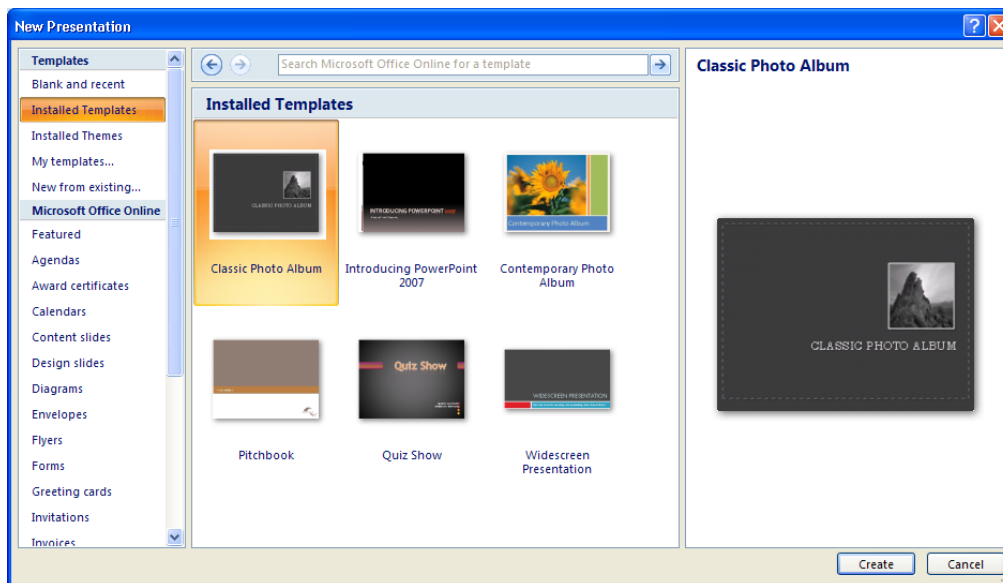 New Presentation
Templates
Blank and recent
Installed Templates
Installed Themes
My templates...
New from existing...
Microsoft Office Online
Featured
Agendas
Award certificates
Calendars
Content slides
Design slides
Diagrams
Envelopes
Flyers
Forms
Greeting cards
Invitations
Invoices
Search Microsoft Office Online for a template
Installed Templates
CLASSIC PHOTO ALBUM
Classic Photo Album
INTRODUCING POWERPOINT 2007
Introducing PowerPoint
2007
Contemporary Photo Album
Contemporary Photo
Album
Pitchbook
Quiz Show
Quiz Show
WIDESCREEN PRESENTATION
Widescreen
Presentation
Classic Photo Album
CLASSIC PHOTO ALBUM
Create
Cancel